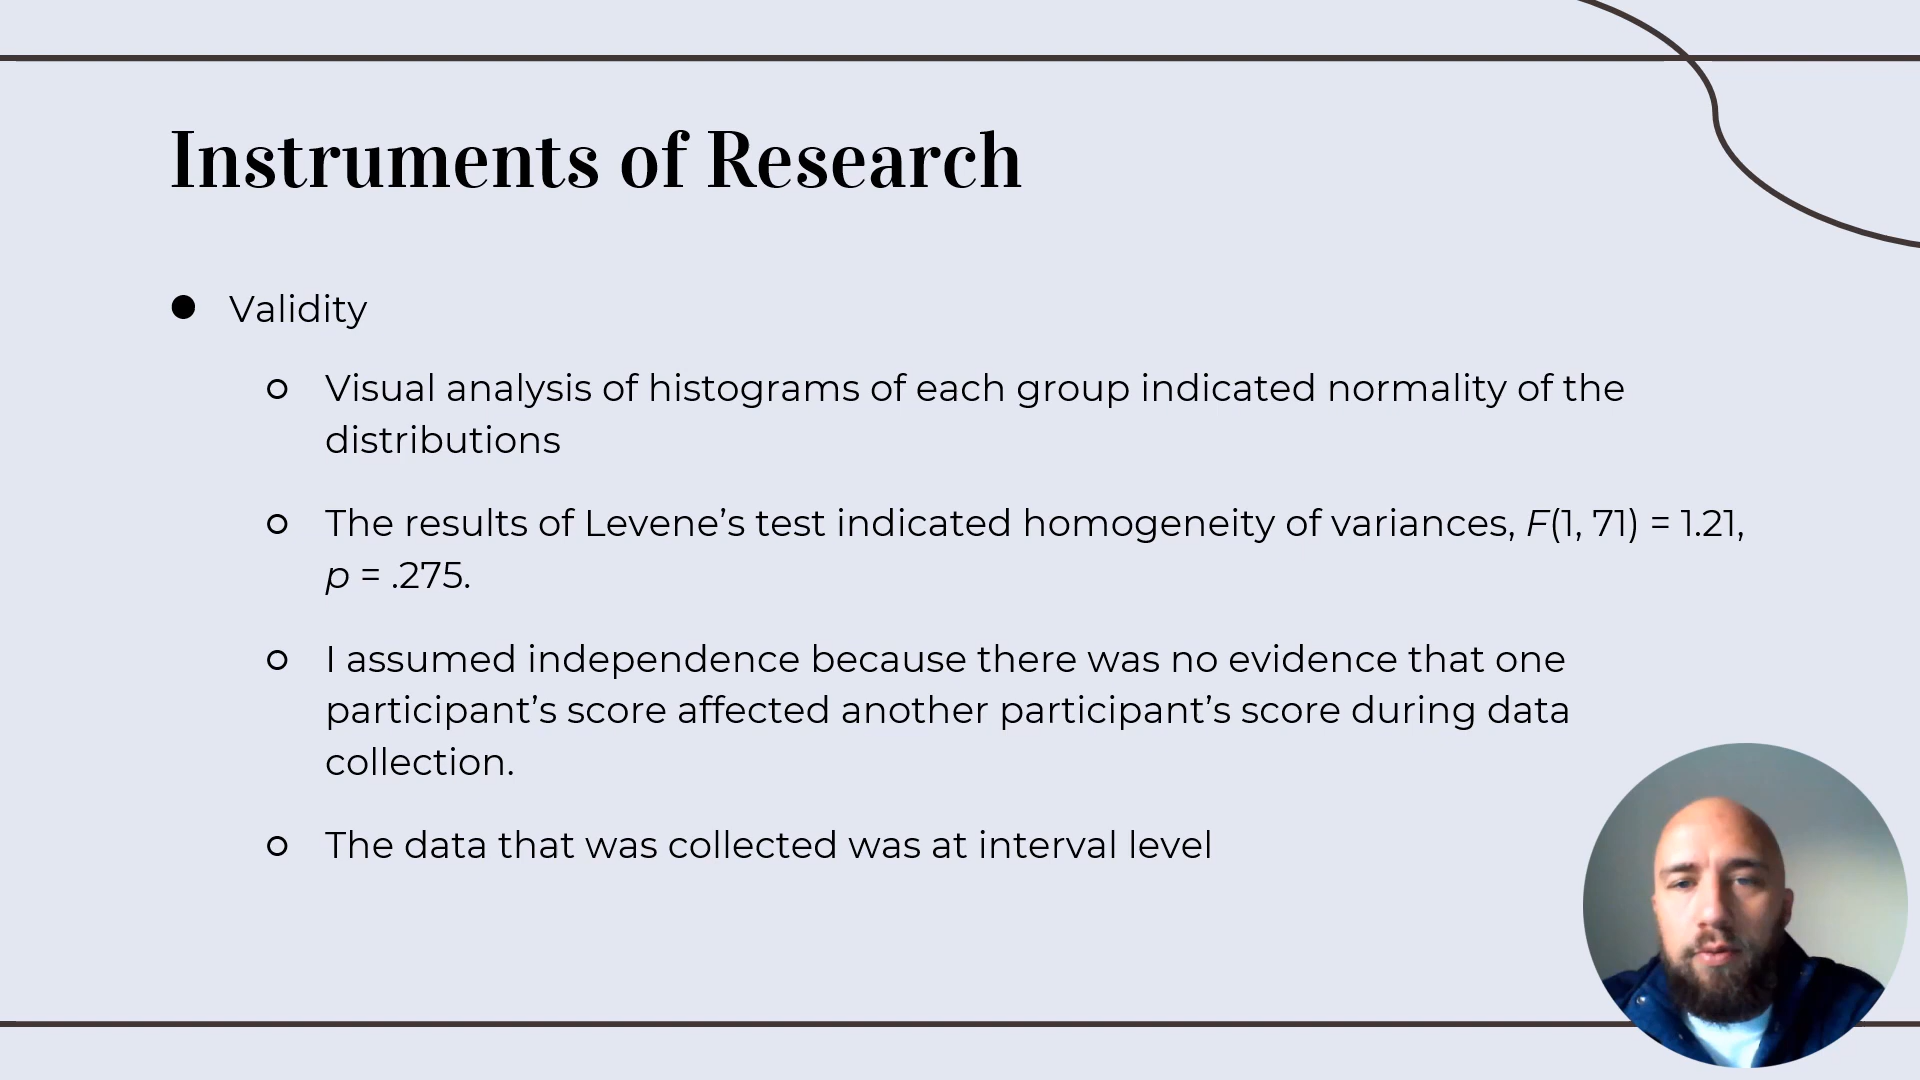 Instruments of Research
● Validity
○ Visual analysis of histograms of each group indicated normality of the
distributions
○ The results of Levene’s test indicated homogeneity of variances, F(1, 71) = 1.21,
p = .275.
○ I assumed independence because there was no evidence that one
participant’s score affected another participant’s score during data
collection.
○ The data that was collected was at interval level